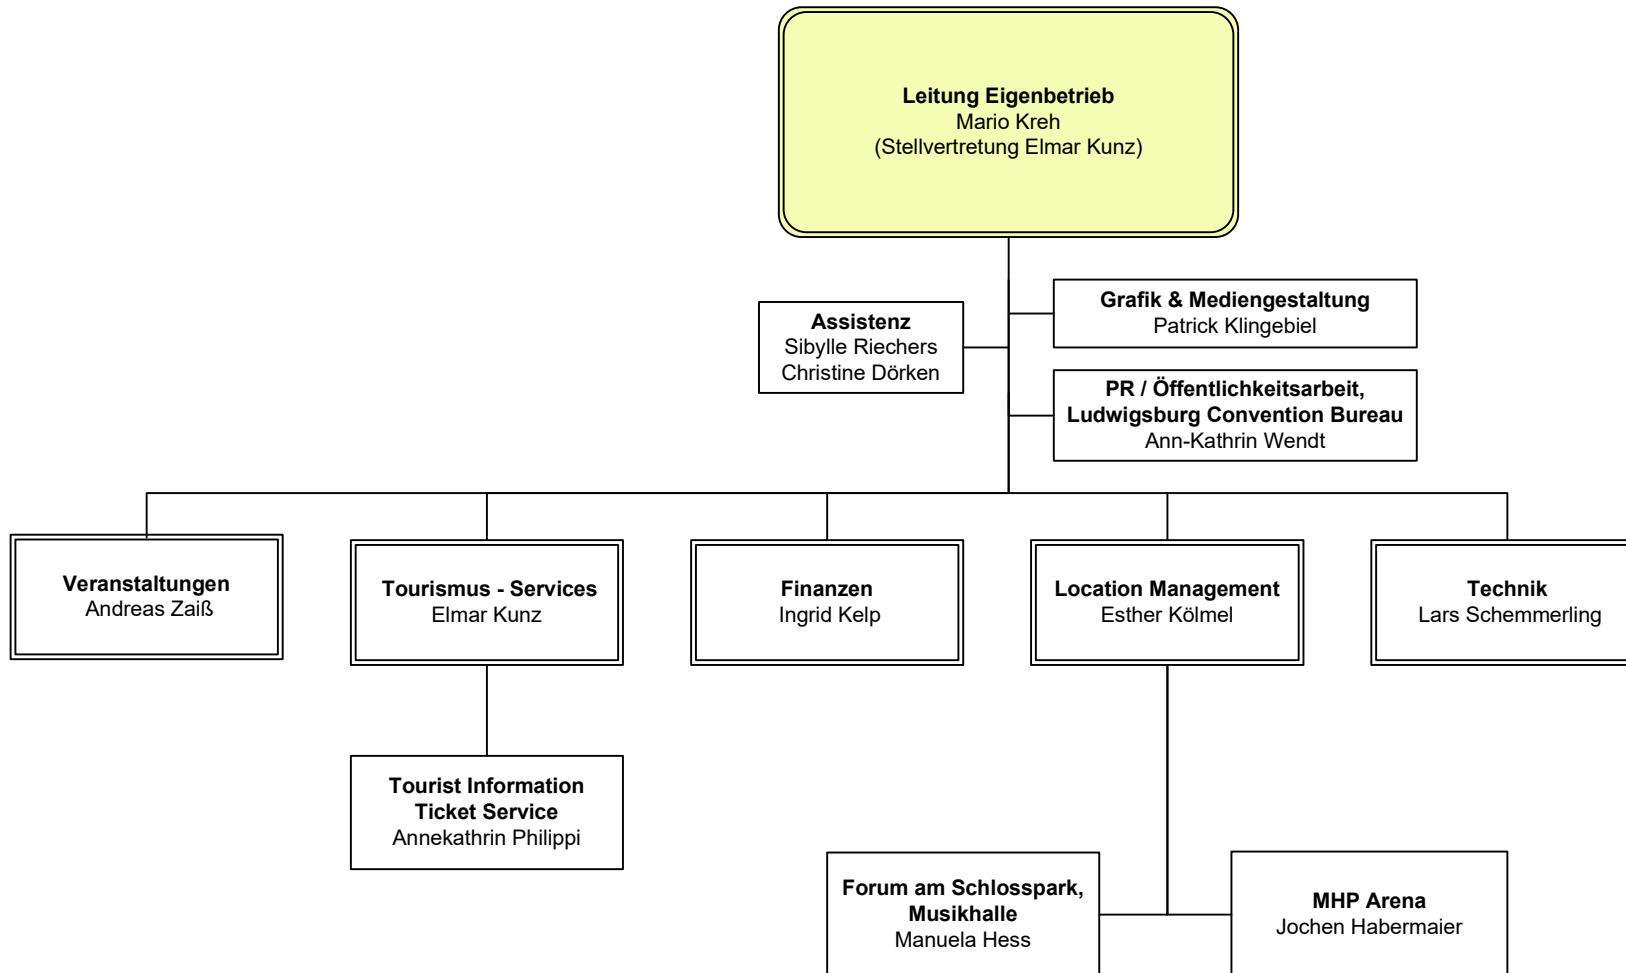 Leitung Eigenbetrieb
Mario Kreh
(Stellvertretung Elmar Kunz)
Assistenz
Sibylle Riechers
Christine Dörken
Grafik & Mediengestaltung
Patrick Klingebiel
PR / Öffentlichkeitsarbeit,
Ludwigsburg Convention Bureau
Ann-Kathrin Wendt
Veranstaltungen
Andreas Zaiß
Tourismus - Services
Elmar Kunz
Finanzen
Ingrid Kelp
Location Management
Esther Kölmel
Technik
Lars Schemmerling
Tourist Information
Ticket Service
Annekathrin Philippi
Forum am Schlosspark,
Musikhalle
Manuela Hess
MHP Arena
Jochen Habermaier